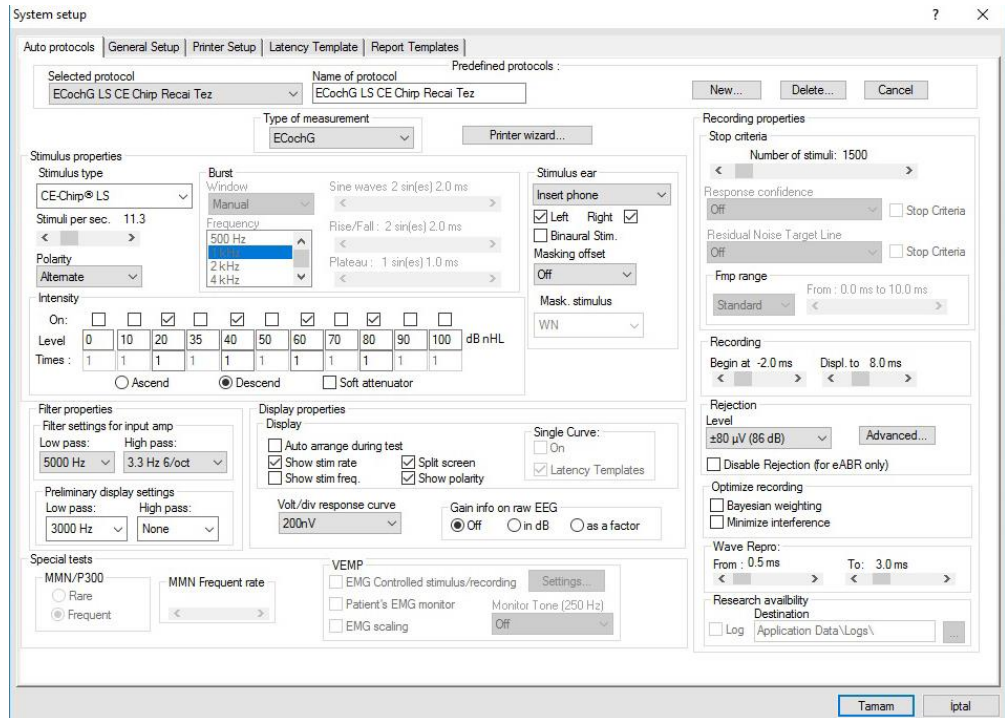 System setup ? ×
Auto protocols General Setup Printer Setup Latency Template Report Templates
Predefined protocols :
Selected protocol Name of protocol
ECochG LS CE Chirp Recai Tez ECochG LS CE Chirp Recai Tez New... Delete... Cancel
Type of measurement
ECochG Printer wizard...
Stimulus properties
Stimulus type
CE-Chirp® LS
Stimuli per sec. 11.3
Polarity
Alternate
Burst
Window Sine waves 2 sin(es) 2.0 ms
Manual
Frequency Rise/Fall : 2 sin(es) 2.0 ms
500 Hz
1 kHz
2 kHz Plateau : 1 sin(es) 1.0 ms
4 kHz
Stimulus ear
Insert phone
Left Right
Binaural Stim.
Masking offset
Off
Mask. stimulus
WN
Intensity
On:
Level 0 10 20 35 40 50 60 70 80 90 100 dB nHL
Times : 1 1 1 1 1 1 1 1 1 1 1
Ascend Descend Soft attenuator
Filter properties
Filter settings for input amp
Low pass: High pass:
5000 Hz 3.3 Hz 6/oct
Preliminary display settings
Low pass: High pass:
3000 Hz None
Display properties
Display
Auto arrange during test
Show stim rate Split screen
Show stim freq. Show polarity
Single Curve:
On
Latency Templates
Volt/div response curve
200nV
Gain info on raw EEG
Off in dB as a factor
Special tests
MMN/P300
Rare
Frequent
MMN Frequent rate
VEMP
EMG Controlled stimulus/recording Settings...
Patient's EMG monitor Monitor Tone (250 Hz)
EMG scaling Off
Recording properties
Stop criteria
Number of stimuli: 1500
Response confidence
Off Stop Criteria
Residual Noise Target Line
Off Stop Criteria
Fmp range
From : 0.0 ms to 10.0 ms
Standard
Recording
Begin at -2.0 ms Displ. to 8.0 ms
Rejection
Level
±80 µV (86 dB) Advanced...
Disable Rejection (for eABR only)
Optimize recording
Bayesian weighting
Minimize interference
Wave Repro:
From : 0.5 ms To: 3.0 ms
Research availbility
Destination
Log Application Data\Logs\ ...
Tamam İptal